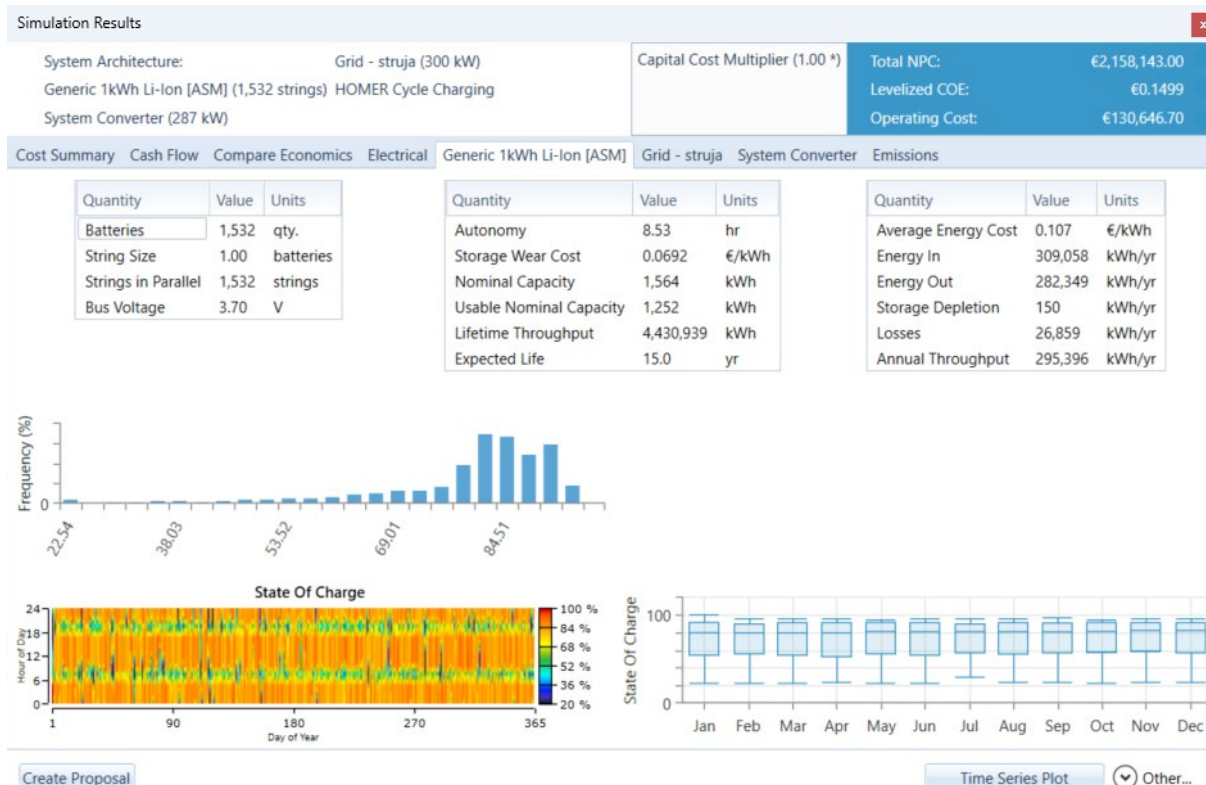 Simulation Results
x
System Architecture: Grid - struja (300 kW)
Generic 1kWh Li-Ion [ASM] (1,532 strings) HOMER Cycle Charging
System Converter (287 kW)
Capital Cost Multiplier (1.00 *)
Total NPC: €2,158,143.00
Levelized COE: €0.1499
Operating Cost: €130,646.70
Cost Summary Cash Flow Compare Economics Electrical Generic 1kWh Li-Ion [ASM] Grid - struja System Converter Emissions
Quantity Value Units
Batteries 1,532 qty.
String Size 1.00 batteries
Strings in Parallel 1,532 strings
Bus Voltage 3.70 V
Quantity Value Units
Autonomy 8.53 hr
Storage Wear Cost 0.0692 €/kWh
Nominal Capacity 1,564 kWh
Usable Nominal Capacity 1,252 kWh
Lifetime Throughput 4,430,939 kWh
Expected Life 15.0 yr
Quantity Value Units
Average Energy Cost 0.107 €/kWh
Energy In 309,058 kWh/yr
Energy Out 282,349 kWh/yr
Storage Depletion 150 kWh/yr
Losses 26,859 kWh/yr
Annual Throughput 295,396 kWh/yr
Frequency (%)
0
22.54 38.03 53.52 69.01 84.51
State Of Charge
Hour of Day
24
18
12
6
0
1 90 180 270 365
Day of Year
100 %
84 %
68 %
52 %
36 %
20 %
State Of Charge
100
0
Jan Feb Mar Apr May Jun Jul Aug Sep Oct Nov Dec
Create Proposal
Time Series Plot
Other...